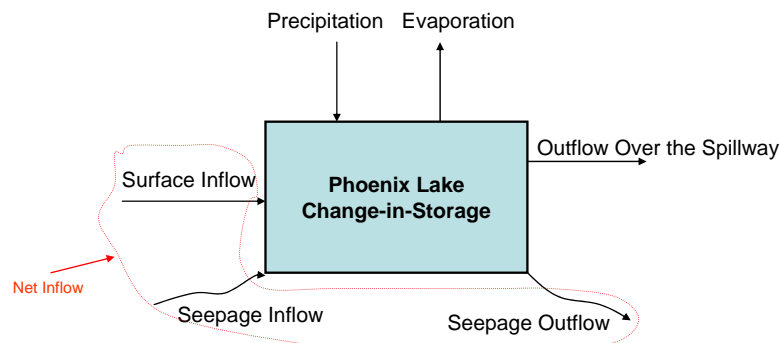 Precipitation
Evaporation
Outflow Over the Spillway
Surface Inflow
Phoenix Lake
Change-in-Storage
Net Inflow
Seepage Inflow
Seepage Outflow